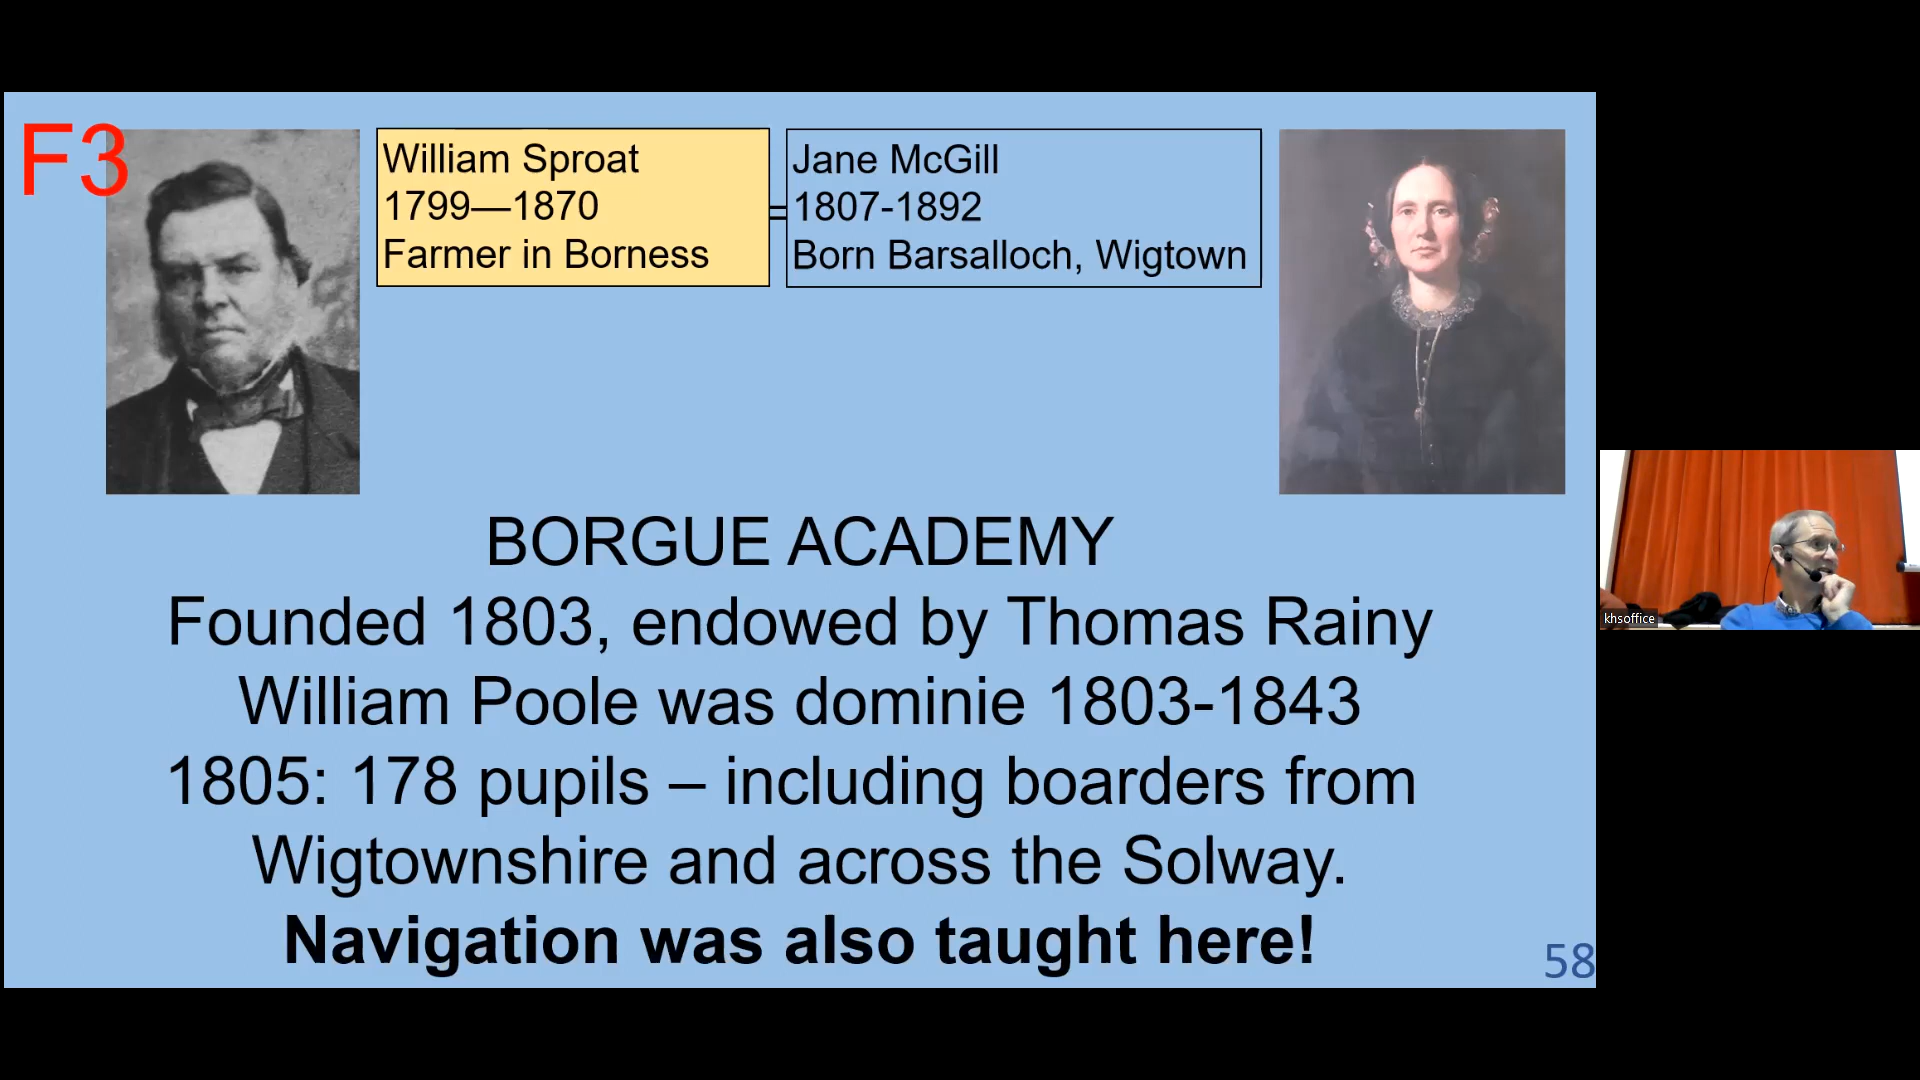 F3
William Sproat
1799—1870
Farmer in Borness
=
Jane McGill
1807-1892
Born Barsalloch, Wigtown
BORGUE ACADEMY
Founded 1803, endowed by Thomas Rainy
William Poole was dominie 1803-1843
1805: 178 pupils – including boarders from
Wigtownshire and across the Solway.
Navigation was also taught here!
58
khsoffice